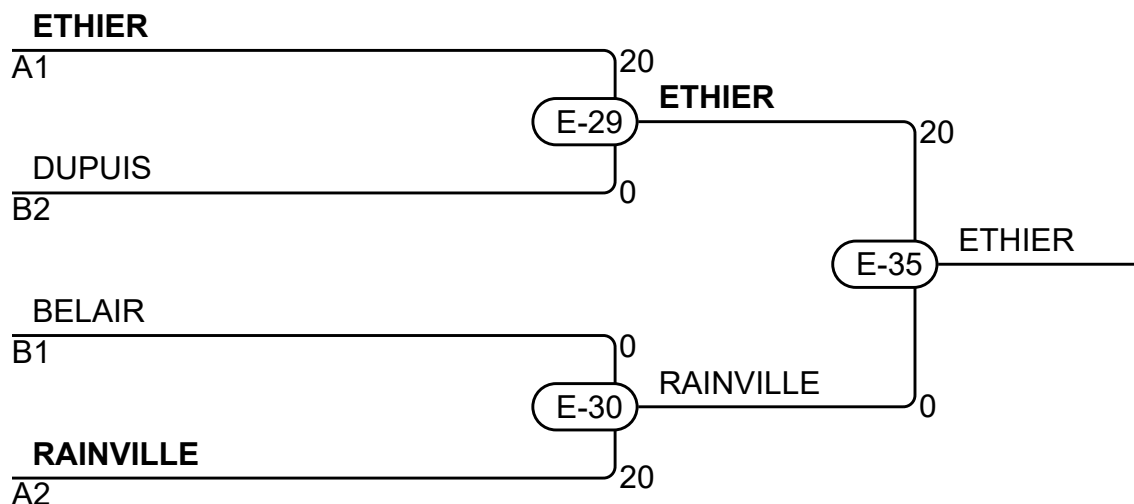 ETHIER
A1
20
E-29
ETHIER
DUPUIS
B2
0
20
E-35
ETHIER
BELAIR
B1
0
E-30
RAINVILLE
0
RAINVILLE
A2
20